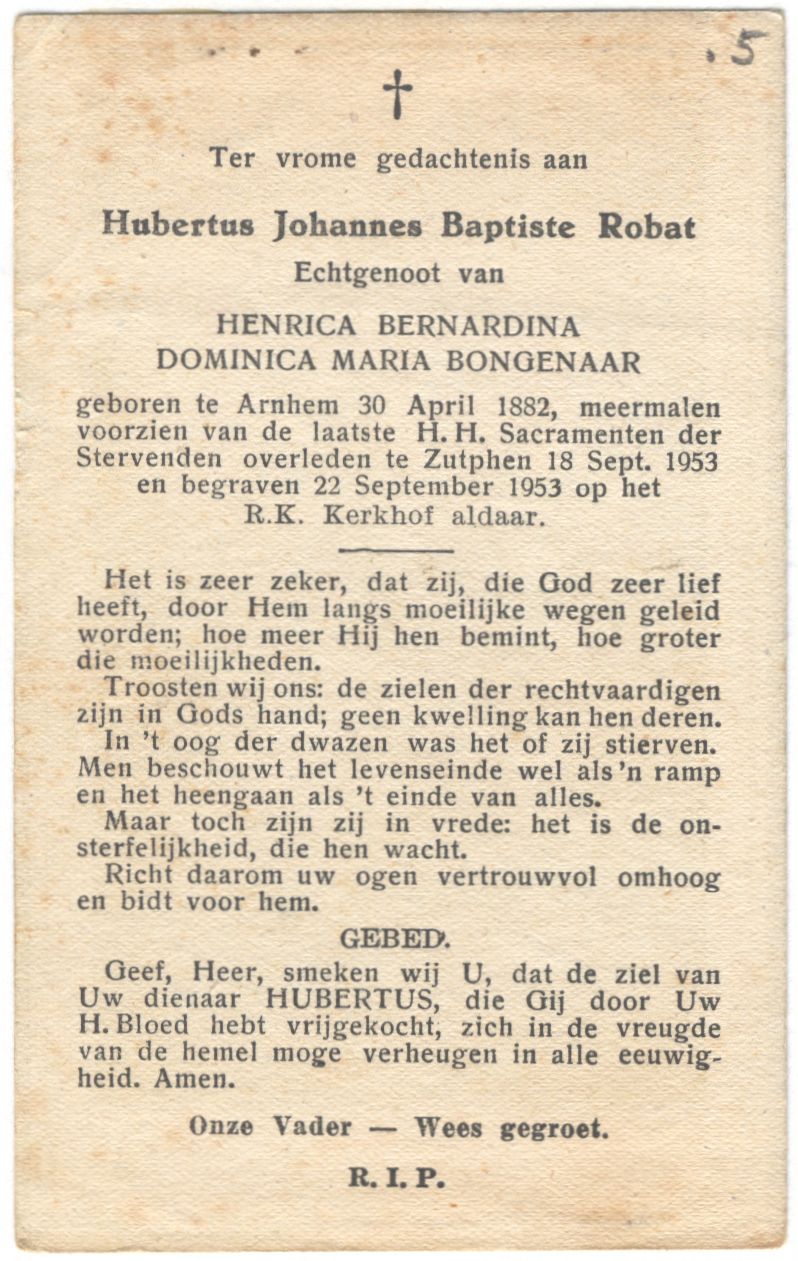 . 5
†
Ter vrome gedachtenis aan
Hubertus Johannes Baptiste Robat
Echtgenoot van
HENRICA BERNARDINA
DOMINICA MARIA BONGENAAR
geboren te Arnhem 30 April 1882, meermalen
voorzien van de laatste H. H. Sacramenten der
Stervenden overleden te Zutphen 18 Sept. 1953
en begraven 22 September 1953 op het
R.K. Kerkhof aldaar.
Het is zeer zeker, dat zij, die God zeer lief
heeft, door Hem langs moeilijke wegen geleid
worden; hoe meer Hij hen bemint, hoe groter
die moeilijkheden.
Troosten wij ons: de zielen der rechtvaardigen
zijn in Gods hand; geen kwelling kan hen deren.
In 't oog der dwazen was het of zij stierven.
Men beschouwt het levenseinde wel als 'n ramp
en het heengaan als 't einde van alles.
Maar toch zijn zij in vrede: het is de on-
sterfelijkheid, die hen wacht.
Richt daarom uw ogen vertrouwvol omhoog
en bidt voor hem.
GEBED.
Geef, Heer, smeken wij U, dat de ziel van
Uw dienaar HUBERTUS, die Gij door Uw
H. Bloed hebt vrijgekocht, zich in de vreugde
van de hemel moge verheugen in alle eeuwig-
heid. Amen.
Onze Vader — Wees gegroet.
R. I. P.